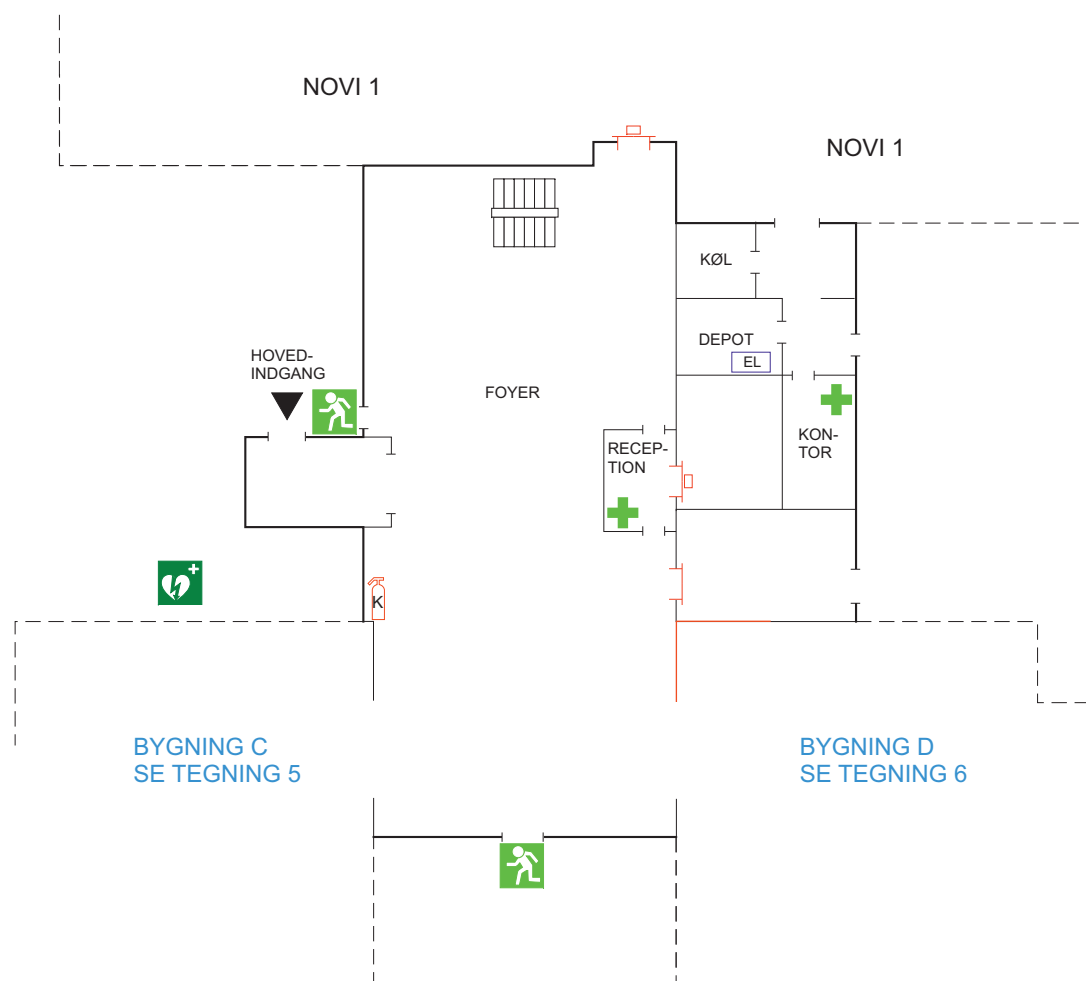 NOVI 1
NOVI 1
KØL
DEPOT
EL
HOVED-
INDGANG
FOYER
RECEP-
TION
KON-
TOR
K
BYGNING C
SE TEGNING 5
BYGNING D
SE TEGNING 6